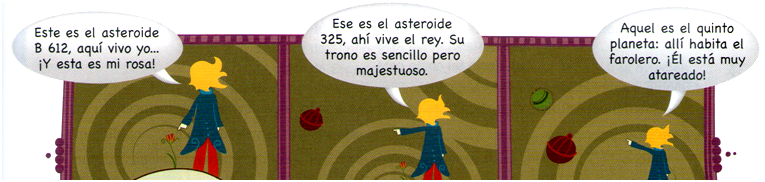 Este es el asteroide
B 612, aquí vivo yo...
¡Y esta es mi rosa!
Ese es el asteroide
325, ahí vive el rey. Su
trono es sencillo pero
majestuoso.
Aquel es el quinto
planeta: allí habita el
farolero. ¡Él está muy
atareado!